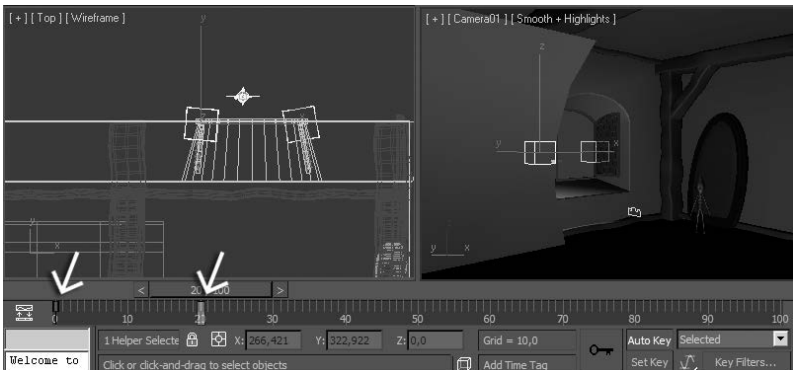 [ + ] [ Top ] [ Wireframe ]
y
[ + ] [ Camera01 ] [ Smooth + Highlights ]
z
y
x
y
x
y
x
< 20 100 >
0 10 20 30 40 50 60 70 80 90 100
1 Helper Selecte X: 266,421 Y: 322,922 Z: 0,0 Grid = 10,0 Auto Key Selected
Welcome to Click or click-and-drag to select objects Add Time Tag Set Key Key Filters...